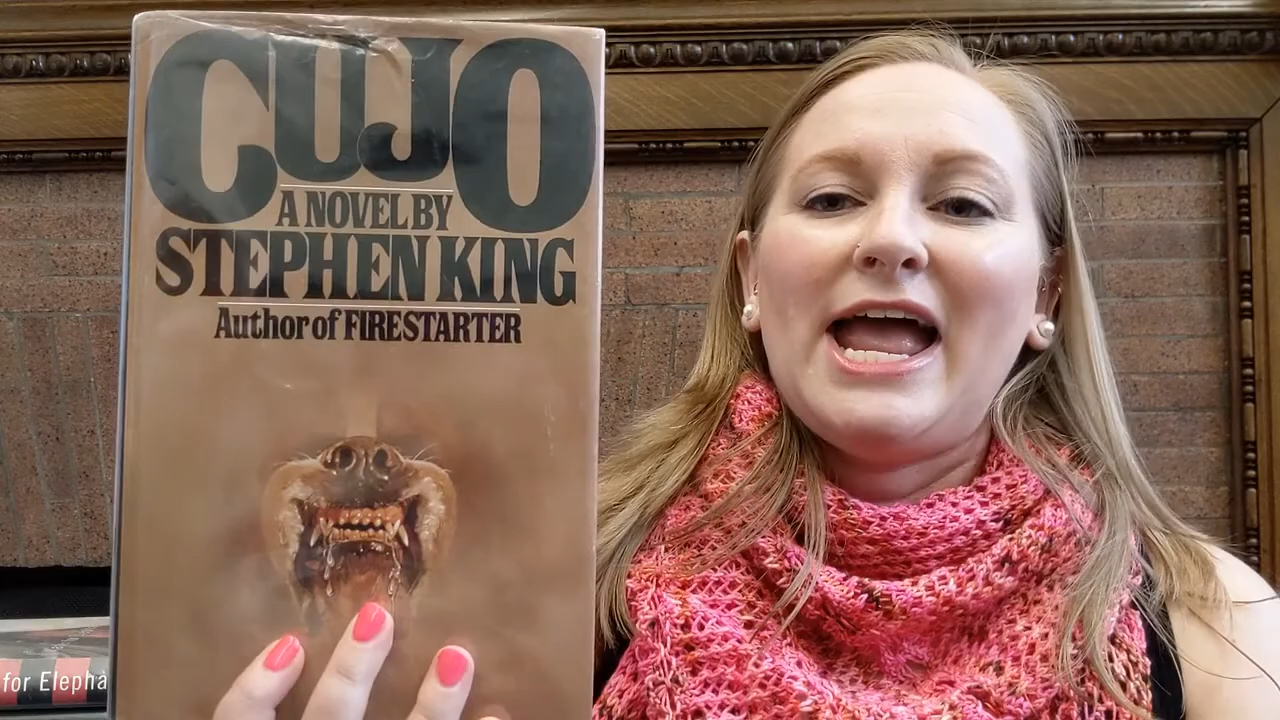 CUJO
A NOVEL BY
STEPHEN KING
Author of FIRESTARTER
for Elepha